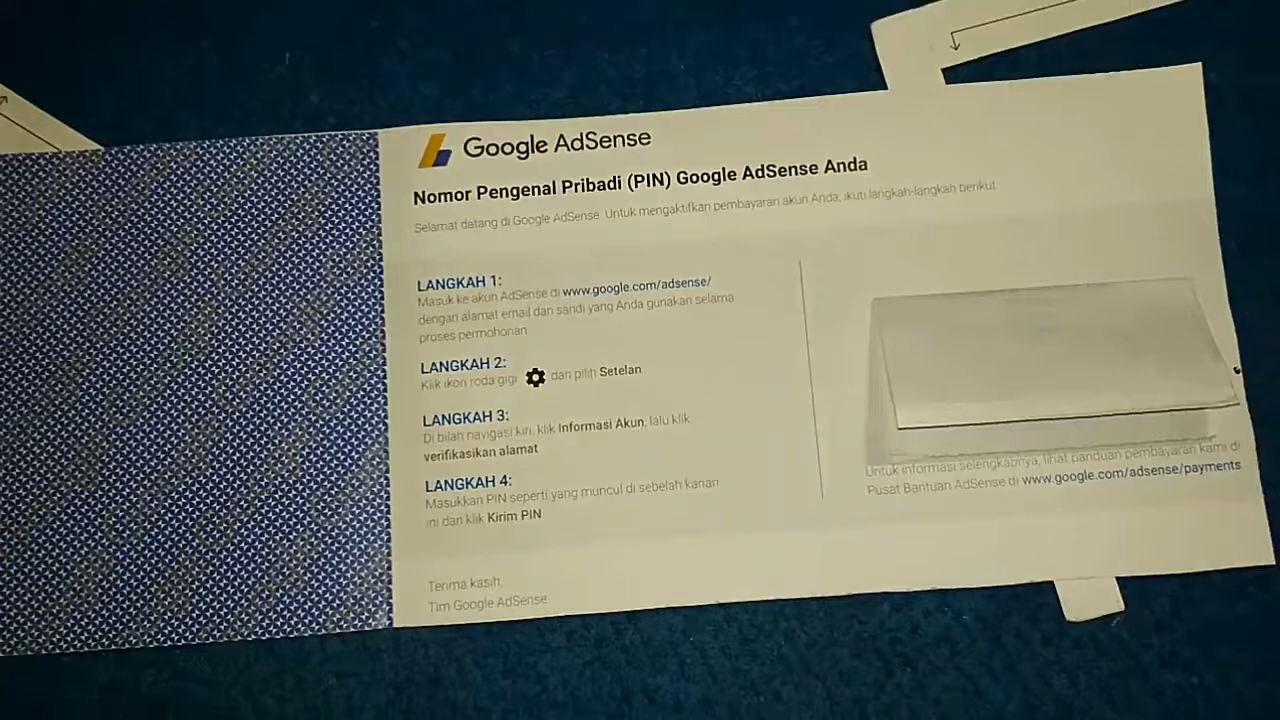 Google AdSense
Nomor Pengenal Pribadi (PIN) Google AdSense Anda
Selamat datang di Google AdSense. Untuk mengaktifkan pembayaran akun Anda, ikuti langkah-langkah berikut
LANGKAH 1:
Masuk ke akun AdSense di www.google.com/adsense/
dengan alamat email dan sandi yang Anda gunakan selama
proses permohonan
LANGKAH 2:
Klik ikon roda gigi dan pilih Setelan
LANGKAH 3:
Di bilah navigasi kiri, klik Informasi Akun, lalu klik
verifikasikan alamat
LANGKAH 4:
Masukkan PIN seperti yang muncul di sebelah kanan
ini dan klik Kirim PIN
Terima kasih,
Tim Google AdSense
Untuk informasi selengkapnya, lihat panduan pembayaran kami di
Pusat Bantuan AdSense di www.google.com/adsense/payments